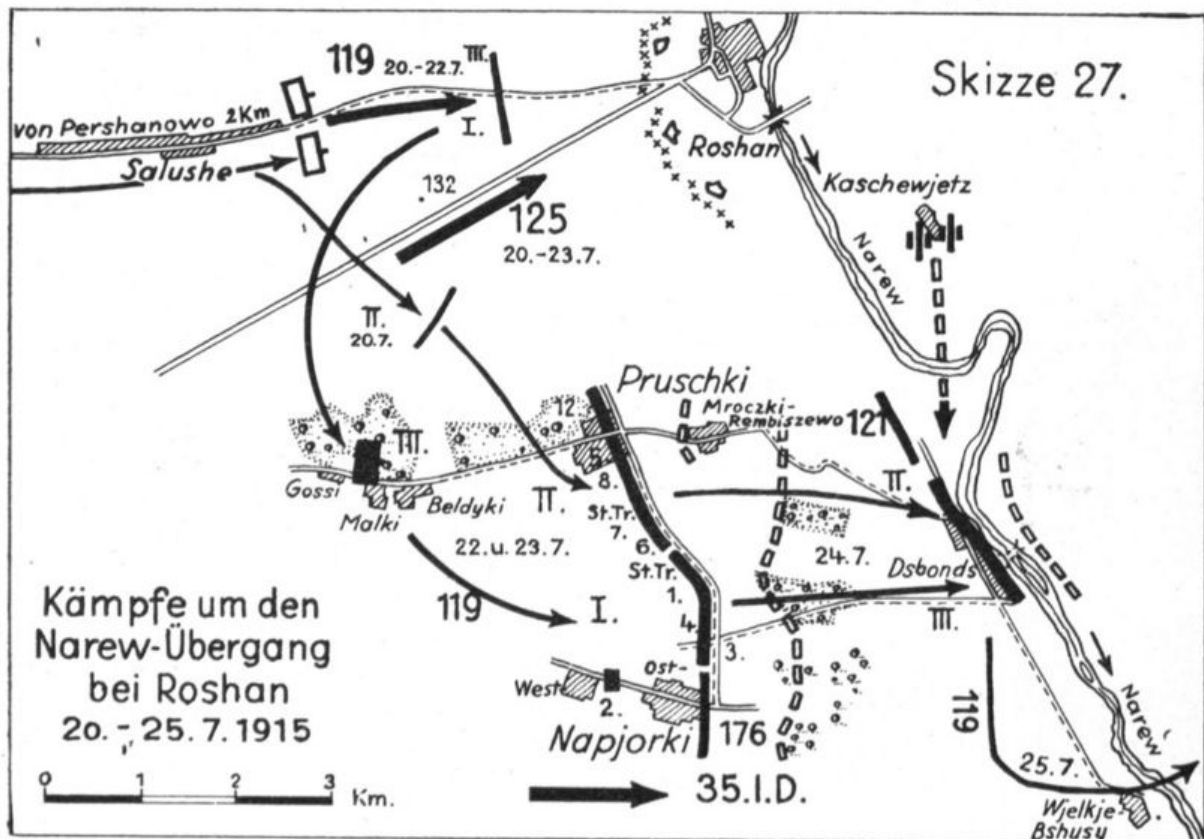 Skizze 27.
119 20.-22.7. III.
von Pershanowo 2Km
I.
Salushe
Roshan
Kaschewjetz
132
125
20.-23.7.
Narew
II.
20.7.
Pruschki
12.
Mroczki-
Rembiszewo
121
III.
5.
Gossi
Malki
Beldyki
II.
8.
St.Tr.
7.
II.
22.u.23.7.
6.
St.Tr.
24.7.
Dsbonds
119
I.
1.
4.
3.
III.
Kämpfe um den
Narew-Übergang
bei Roshan
20.-25.7.1915
West-
2.
Ost-
Napjorki
176
119
Narew
25.7.
0 1 2 3 Km.
35.I.D.
Wjelkje-
Bshusy